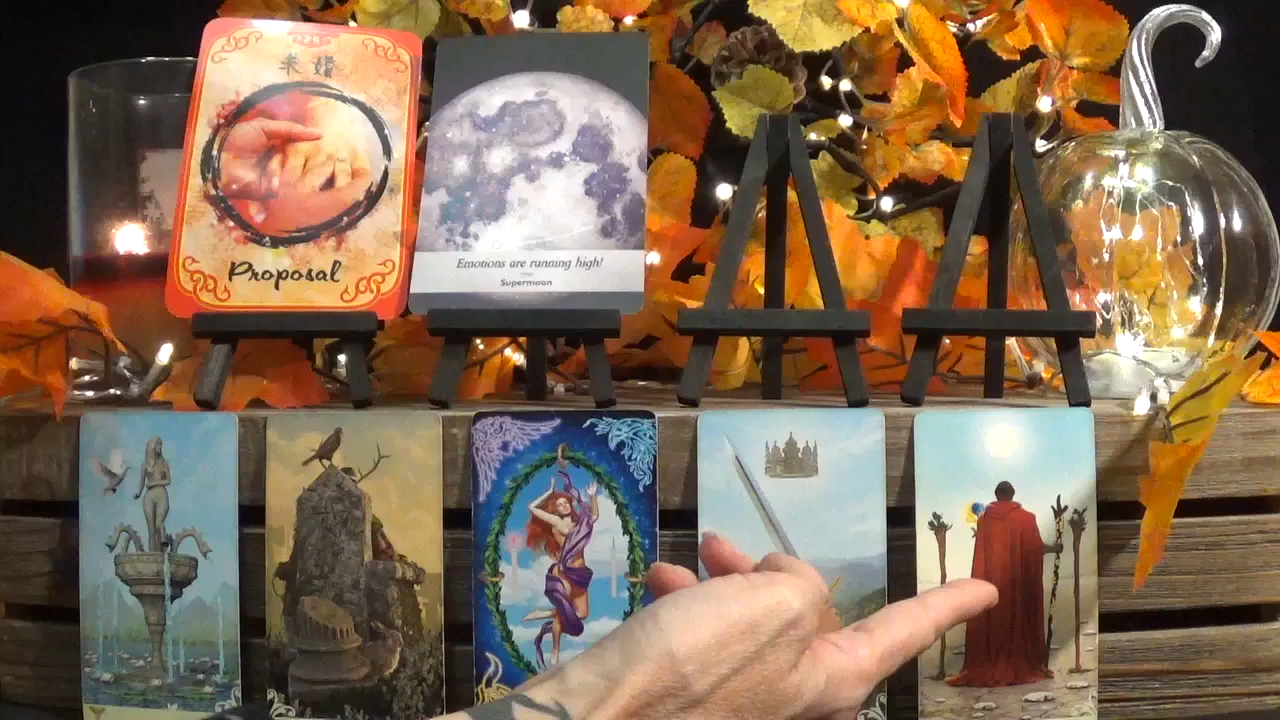 求婚
Proposal
Emotions are running high!
Supermoon